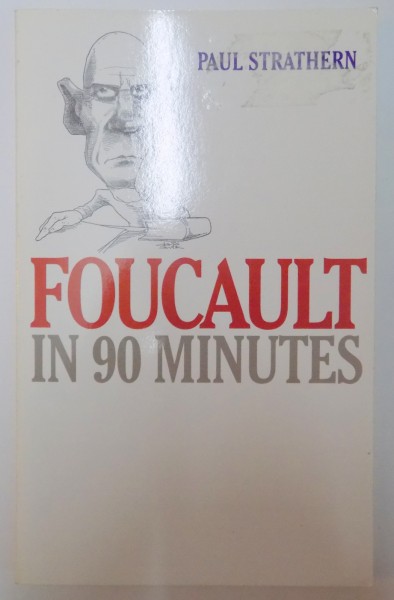 PAUL STRATHERN
FOUCAULT
IN 90 MINUTES